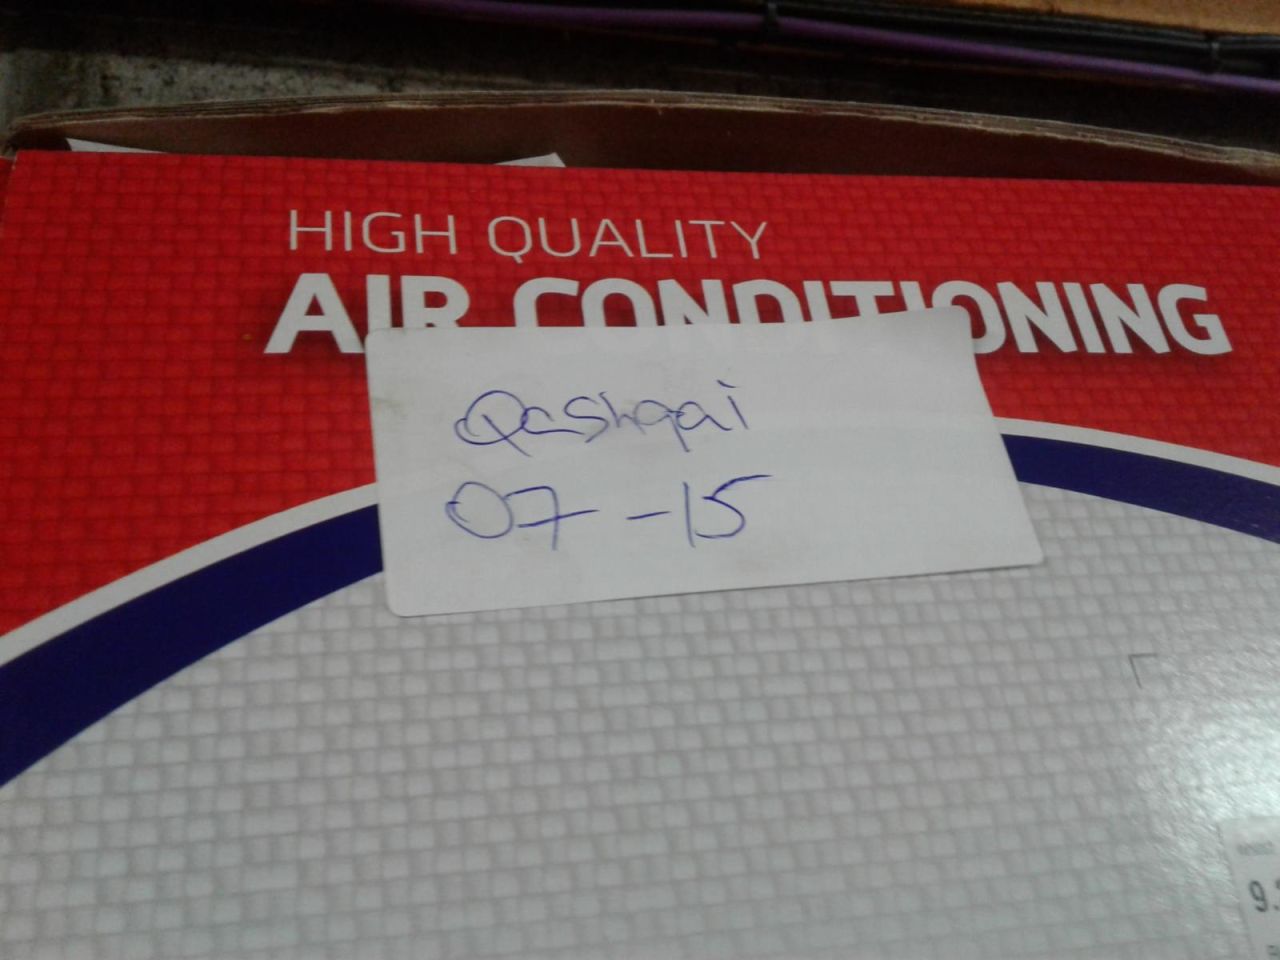 HIGH QUALITY
AIR CONDITIONING
Qashqai
07-15